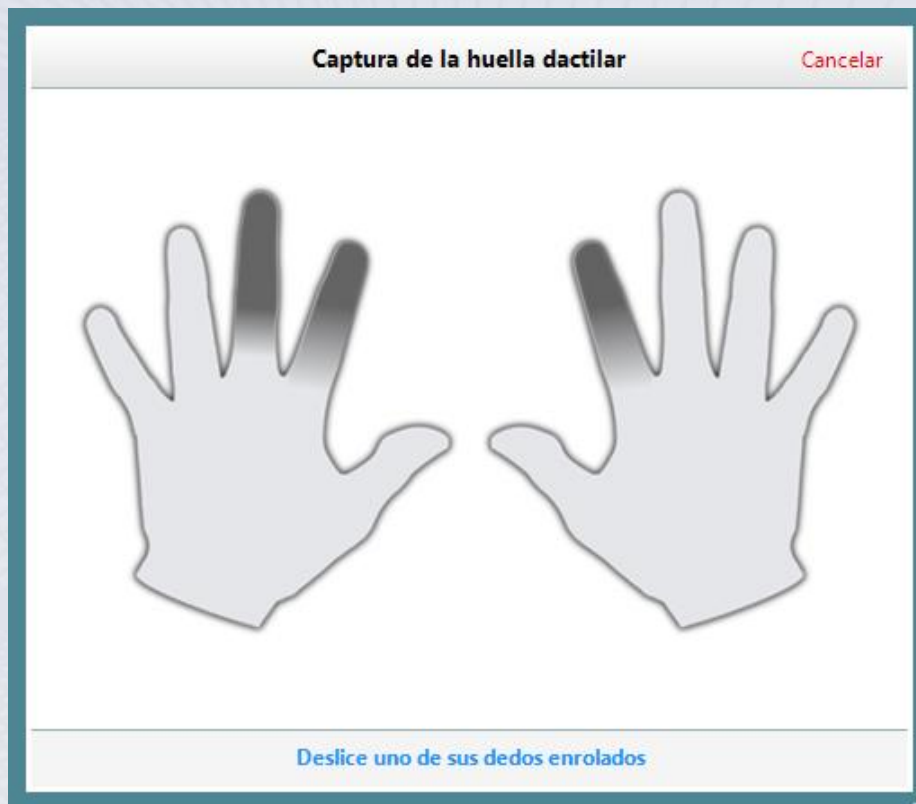 Captura de la huella dactilar
Cancelar
Deslice uno de sus dedos enrolados